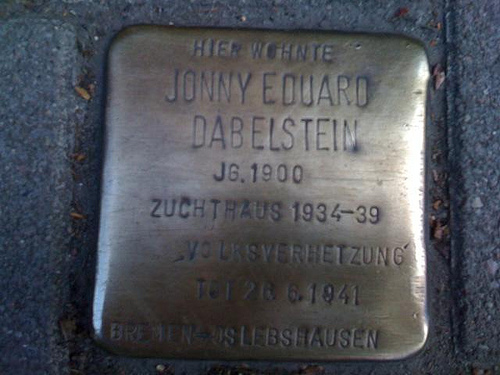 HIER WOHNTE
JONNY EDUARD
DABELSTEIN
JG. 1900
ZUCHTHAUS 1934-39
„VOLKSVERHETZUNG“
TOT 26.6.1941
BREMEN-OSLEBSHAUSEN